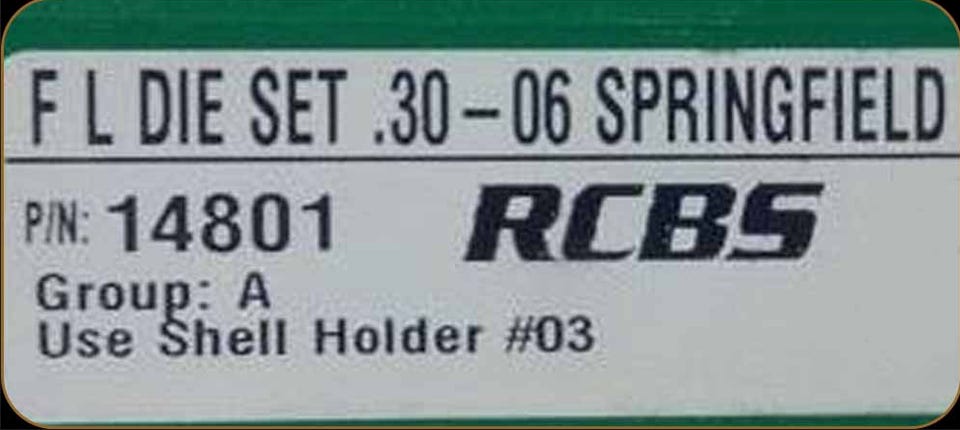 F L DIE SET .30-06 SPRINGFIELD
P/N: 14801 RCBS
Group: A
Use Shell Holder #03